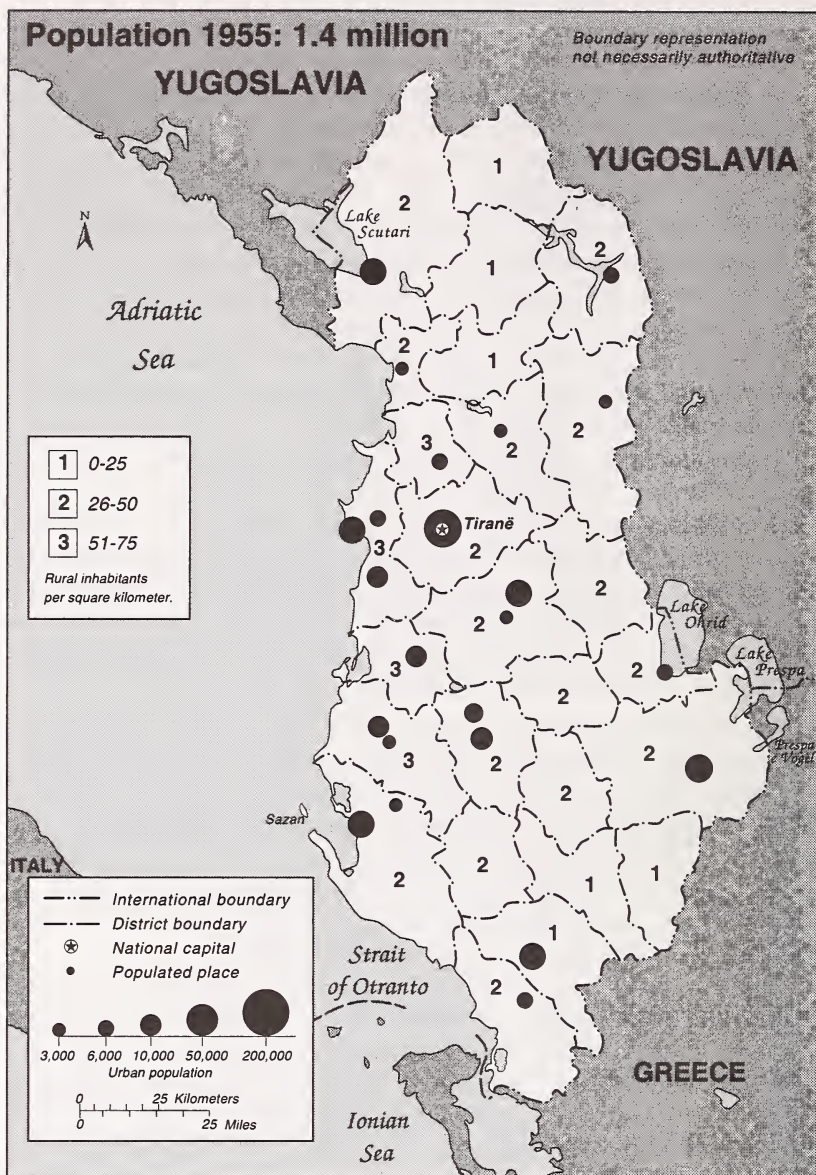 Population 1955: 1.4 million
Boundary representation
not necessarily authoritative
YUGOSLAVIA
YUGOSLAVIA
1
2
Lake
Scutari
N
2
1
Adriatic
Sea
2
1
2
2
3
1 0-25
2 26-50
3 51-75
Rural inhabitants
per square kilometer.
Tiranë
2
3
2
2
Lake
Ohrid
Lake
Prespa
3
2
2
Prespa
e Vogël
2
3
2
2
Sazan
ITALY
2
2
1
1
International boundary
District boundary
National capital
Populated place
3,000 6,000 10,000 50,000 200,000
Urban population
0 25 Kilometers
0 25 Miles
1
Strait
of Otranto
2
GREECE
Ionian
Sea